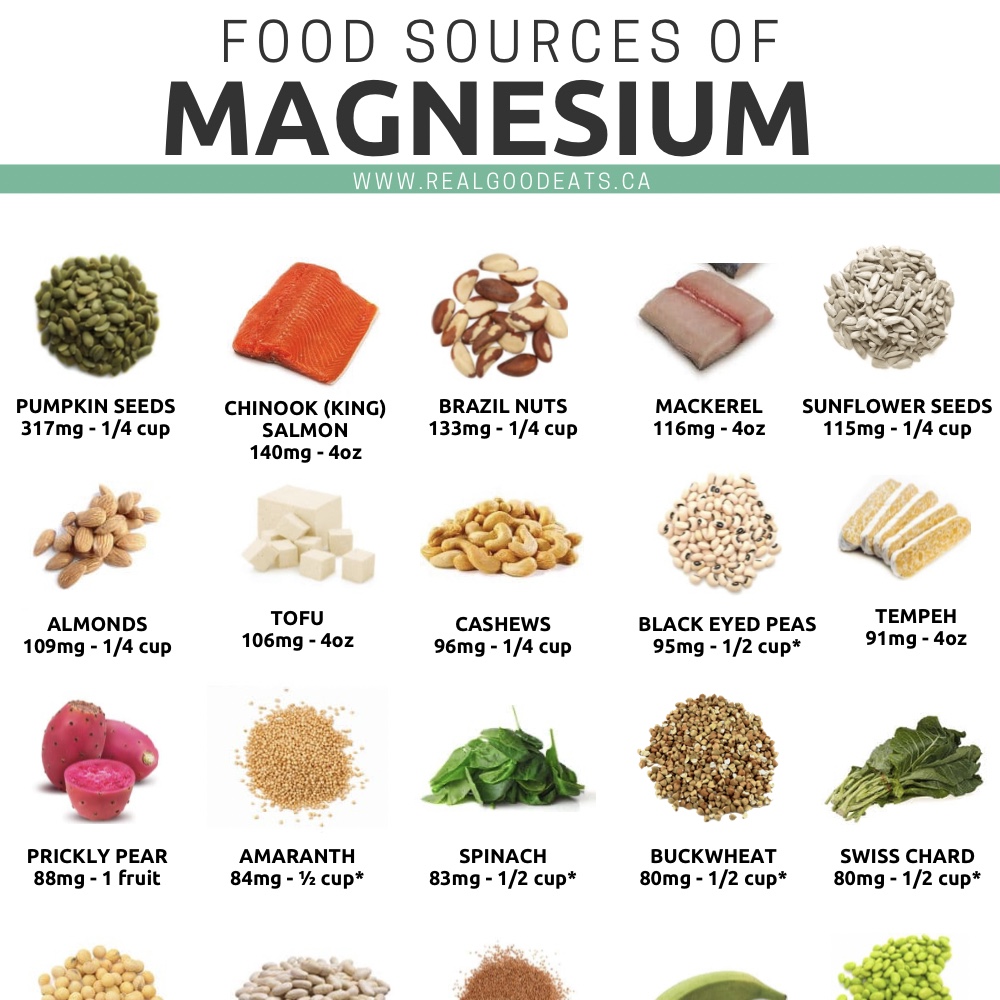 FOOD SOURCES OF
MAGNESIUM
WWW.REALGOODEATS.CA
PUMPKIN SEEDS
317mg - 1/4 cup
CHINOOK (KING)
SALMON
140mg - 4oz
BRAZIL NUTS
133mg - 1/4 cup
MACKEREL
116mg - 4oz
SUNFLOWER SEEDS
115mg - 1/4 cup
ALMONDS
109mg - 1/4 cup
TOFU
106mg - 4oz
CASHEWS
96mg - 1/4 cup
BLACK EYED PEAS
95mg - 1/2 cup*
TEMPEH
91mg - 4oz
PRICKLY PEAR
88mg - 1 fruit
AMARANTH
84mg - ½ cup*
SPINACH
83mg - 1/2 cup*
BUCKWHEAT
80mg - 1/2 cup*
SWISS CHARD
80mg - 1/2 cup*